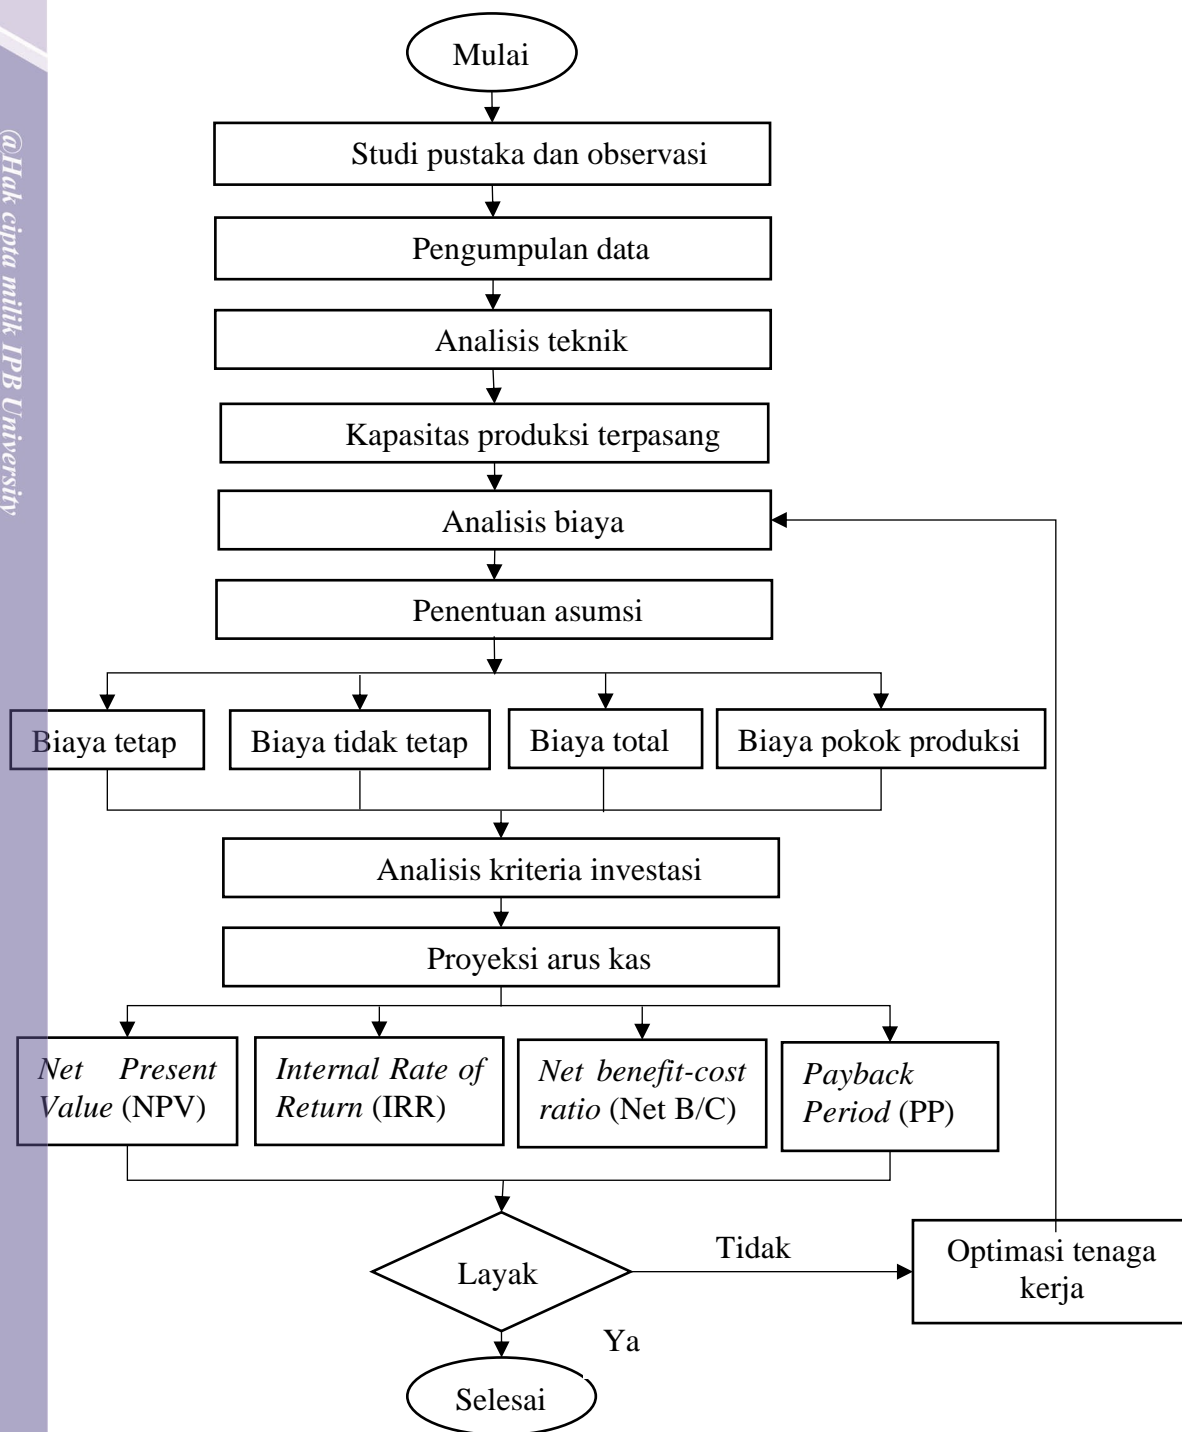 @Hak cipta milik IPB University
Mulai
Studi pustaka dan observasi
Pengumpulan data
Analisis teknik
Kapasitas produksi terpasang
Analisis biaya
Penentuan asumsi
Biaya tetap
Biaya tidak tetap
Biaya total
Biaya pokok produksi
Analisis kriteria investasi
Proyeksi arus kas
Net Present
Value (NPV)
Internal Rate of
Return (IRR)
Net benefit-cost
ratio (Net B/C)
Payback
Period (PP)
Layak
Tidak
Optimasi tenaga
kerja
Ya
Selesai